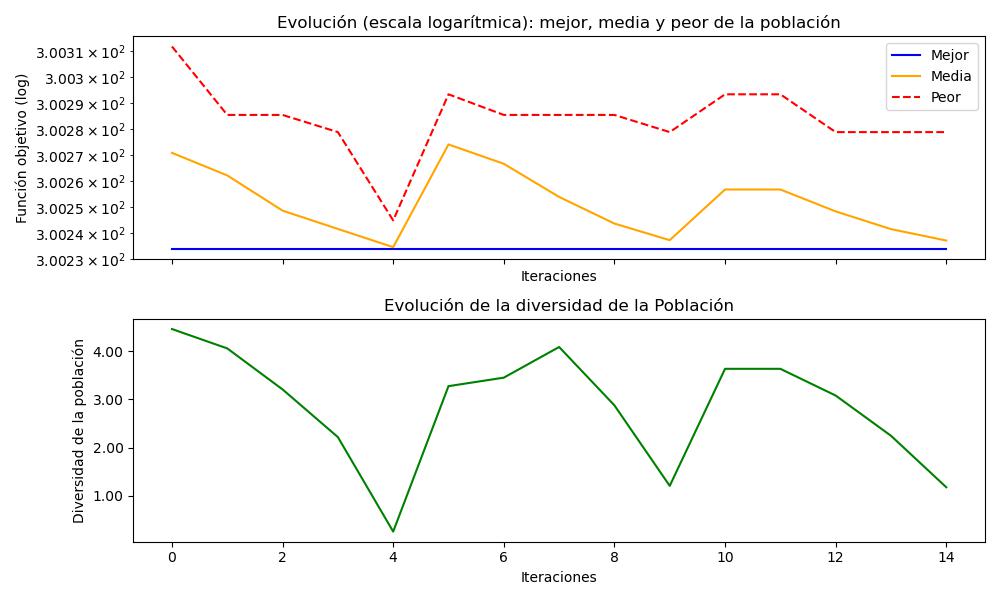 Evolución (escala logarítmica): mejor, media y peor de la población
Función objetivo (log)
3.0031 × 10²
3.003 × 10²
3.0029 × 10²
3.0028 × 10²
3.0027 × 10²
3.0026 × 10²
3.0025 × 10²
3.0024 × 10²
3.0023 × 10²
Mejor
Media
Peor
Iteraciones
Evolución de la diversidad de la Población
Diversidad de la población
4.00
3.00
2.00
1.00
0 2 4 6 8 10 12 14
Iteraciones